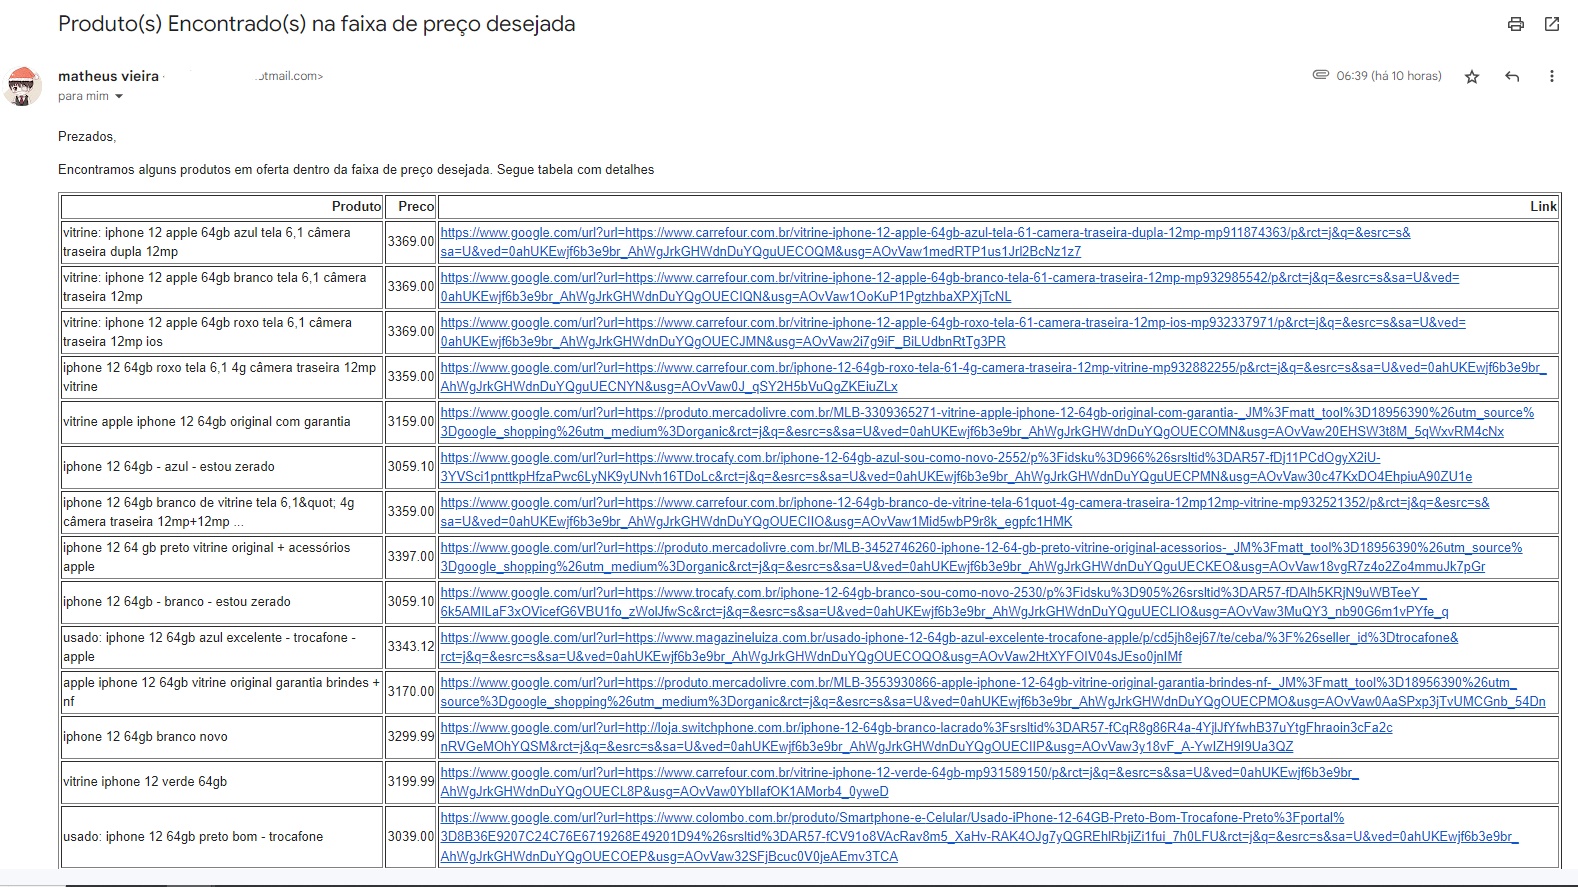 Produto(s) Encontrado(s) na faixa de preço desejada
matheus vieira
otmail.com>
06:39 (há 10 horas)
para mim
Prezados,
Encontramos alguns produtos em oferta dentro da faixa de preço desejada. Segue tabela com detalhes
Produto Preco Link
vitrine: iphone 12 apple 64gb azul tela 6,1 câmera
traseira dupla 12mp
3369.00
https://www.google.com/url?url=https://www.carrefour.com.br/vitrine-iphone-12-apple-64gb-azul-tela-61-camera-traseira-dupla-12mp-mp911874363/p&rct=j&q=&esrc=s&
sa=U&ved=0ahUKEwjf6b3e9br_AhWgJrkGHWdnDuYQguUECOQM&usg=AOvVaw1medRTP1us1Jrl2BcNz1z7
vitrine: iphone 12 apple 64gb branco tela 6,1 câmera
traseira 12mp
3369.00
https://www.google.com/url?url=https://www.carrefour.com.br/vitrine-iphone-12-apple-64gb-branco-tela-61-camera-traseira-12mp-mp932985542/p&rct=j&q=&esrc=s&sa=U&ved=
0ahUKEwjf6b3e9br_AhWgJrkGHWdnDuYQgOUECIQN&usg=AOvVaw1OoKuP1PgtzhbaXPXjTcNL
vitrine: iphone 12 apple 64gb roxo tela 6,1 câmera
traseira 12mp ios
3369.00
https://www.google.com/url?url=https://www.carrefour.com.br/vitrine-iphone-12-apple-64gb-roxo-tela-61-camera-traseira-12mp-ios-mp932337971/p&rct=j&q=&esrc=s&sa=U&ved=
0ahUKEwjf6b3e9br_AhWgJrkGHWdnDuYQgOUECJMN&usg=AOvVaw2i7g9iF_BiLUdbnRtTg3PR
iphone 12 64gb roxo tela 6,1 4g câmera traseira 12mp
vitrine
3359.00
https://www.google.com/url?url=https://www.carrefour.com.br/iphone-12-64gb-roxo-tela-61-4g-camera-traseira-12mp-vitrine-mp932882255/p&rct=j&q=&esrc=s&sa=U&ved=0ahUKEwjf6b3e9br_
AhWgJrkGHWdnDuYQguUECNYN&usg=AOvVaw0J_qSY2H5bVuQgZKEiuZLx
vitrine apple iphone 12 64gb original com garantia
3159.00
https://www.google.com/url?url=https://produto.mercadolivre.com.br/MLB-3309365271-vitrine-apple-iphone-12-64gb-original-com-garantia-_JM%3Fmatt_tool%3D18956390%26utm_source%
3Dgoogle_shopping%26utm_medium%3Dorganic&rct=j&q=&esrc=s&sa=U&ved=0ahUKEwjf6b3e9br_AhWgJrkGHWdnDuYQgOUECOMN&usg=AOvVaw20EHSW3t8M_5qWxvRM4cNx
iphone 12 64gb - azul - estou zerado
3059.10
https://www.google.com/url?url=https://www.trocafy.com.br/iphone-12-64gb-azul-sou-como-novo-2552/p%3Fidsku%3D966%26srsltid%3DAR57-fDj11PCdOgyX2iU-
3YVSci1pnttkpHfzaPwc6LyNK9yUNvh16TDoLc&rct=j&q=&esrc=s&sa=U&ved=0ahUKEwjf6b3e9br_AhWgJrkGHWdnDuYQguUECPMN&usg=AOvVaw30c47KxDO4EhpiuA90ZU1e
iphone 12 64gb branco de vitrine tela 6,1&quot; 4g
câmera traseira 12mp+12mp ...
3359.00
https://www.google.com/url?url=https://www.carrefour.com.br/iphone-12-64gb-branco-de-vitrine-tela-61quot-4g-camera-traseira-12mp12mp-vitrine-mp932521352/p&rct=j&q=&esrc=s&
sa=U&ved=0ahUKEwjf6b3e9br_AhWgJrkGHWdnDuYQgOUECIIO&usg=AOvVaw1Mid5wbP9r8k_egpfc1HMK
iphone 12 64 gb preto vitrine original + acessórios
apple
3397.00
https://www.google.com/url?url=https://produto.mercadolivre.com.br/MLB-3452746260-iphone-12-64-gb-preto-vitrine-original-acessorios-_JM%3Fmatt_tool%3D18956390%26utm_source%
3Dgoogle_shopping%26utm_medium%3Dorganic&rct=j&q=&esrc=s&sa=U&ved=0ahUKEwjf6b3e9br_AhWgJrkGHWdnDuYQguUECKEO&usg=AOvVaw18vgR7z4o2Zo4mmuJk7pGr
iphone 12 64gb - branco - estou zerado
3059.10
https://www.google.com/url?url=https://www.trocafy.com.br/iphone-12-64gb-branco-sou-como-novo-2530/p%3Fidsku%3D905%26srsltid%3DAR57-fDAlh5KRjN9uWBTeeY_
6k5AMILaF3xOVicefG6VBU1fo_zWolJfwSc&rct=j&q=&esrc=s&sa=U&ved=0ahUKEwjf6b3e9br_AhWgJrkGHWdnDuYQguUECLIO&usg=AOvVaw3MuQY3_nb90G6m1vPYfe_q
usado: iphone 12 64gb azul excelente - trocafone -
apple
3343.12
https://www.google.com/url?url=https://www.magazineluiza.com.br/usado-iphone-12-64gb-azul-excelente-trocafone-apple/p/cd5jh8ej67/te/ceba/%3F%26seller_id%3Dtrocafone&
rct=j&q=&esrc=s&sa=U&ved=0ahUKEwjf6b3e9br_AhWgJrkGHWdnDuYQgOUECOQO&usg=AOvVaw2HtXYFOIV04sJEso0jnIMf
apple iphone 12 64gb vitrine original garantia brindes +
nf
3170.00
https://www.google.com/url?url=https://produto.mercadolivre.com.br/MLB-3553930866-apple-iphone-12-64gb-vitrine-original-garantia-brindes-nf-_JM%3Fmatt_tool%3D18956390%26utm_
source%3Dgoogle_shopping%26utm_medium%3Dorganic&rct=j&q=&esrc=s&sa=U&ved=0ahUKEwjf6b3e9br_AhWgJrkGHWdnDuYQgOUECPMO&usg=AOvVaw0AaSPxp3jTvUMCGnb_54Dn
iphone 12 64gb branco novo
3299.99
https://www.google.com/url?url=http://loja.switchphone.com.br/iphone-12-64gb-branco-lacrado%3Fsrsltid%3DAR57-fCqR8g86R4a-4YjlJfYfwhB37uYtgFhraoin3cFa2c
nRVGeMOhYQSM&rct=j&q=&esrc=s&sa=U&ved=0ahUKEwjf6b3e9br_AhWgJrkGHWdnDuYQgOUECIIP&usg=AOvVaw3y18vF_A-YwIZH9I9Ua3QZ
vitrine iphone 12 verde 64gb
3199.99
https://www.google.com/url?url=https://www.carrefour.com.br/vitrine-iphone-12-verde-64gb-mp931589150/p&rct=j&q=&esrc=s&sa=U&ved=0ahUKEwjf6b3e9br_
AhWgJrkGHWdnDuYQgOUECL8P&usg=AOvVaw0YbIIafOK1AMorb4_0yweD
usado: iphone 12 64gb preto bom - trocafone
3039.00
https://www.google.com/url?url=https://www.colombo.com.br/produto/Smartphone-e-Celular/Usado-iPhone-12-64GB-Preto-Bom-Trocafone-Preto%3Fportal%
3D8B36E9207C24C76E6719268E49201D94%26srsltid%3DAR57-fCV91o8VAcRav8m5_XaHv-RAK4OJg7yQGREhlRbjiZi1fui_7h0LFU&rct=j&q=&esrc=s&sa=U&ved=0ahUKEwjf6b3e9br_
AhWgJrkGHWdnDuYQgOUECOEP&usg=AOvVaw32SFjBcuc0V0jeAEmv3TCA